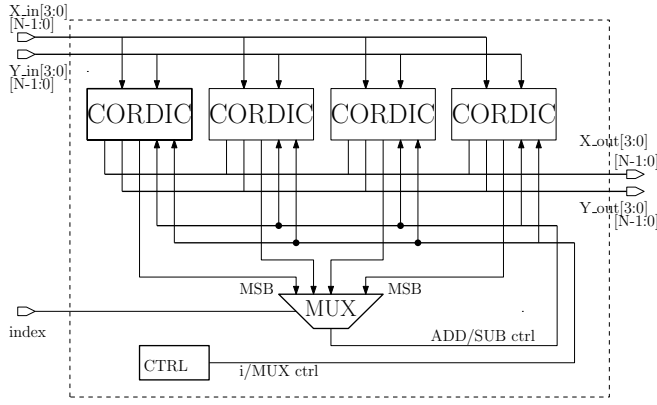 X_in[3:0]
[N-1:0]
Y_in[3:0]
[N-1:0]
CORDIC CORDIC CORDIC CORDIC
X_out[3:0]
[N-1:0]
Y_out[3:0]
[N-1:0]
MSB MSB
MUX
index
ADD/SUB ctrl
CTRL
i/MUX ctrl